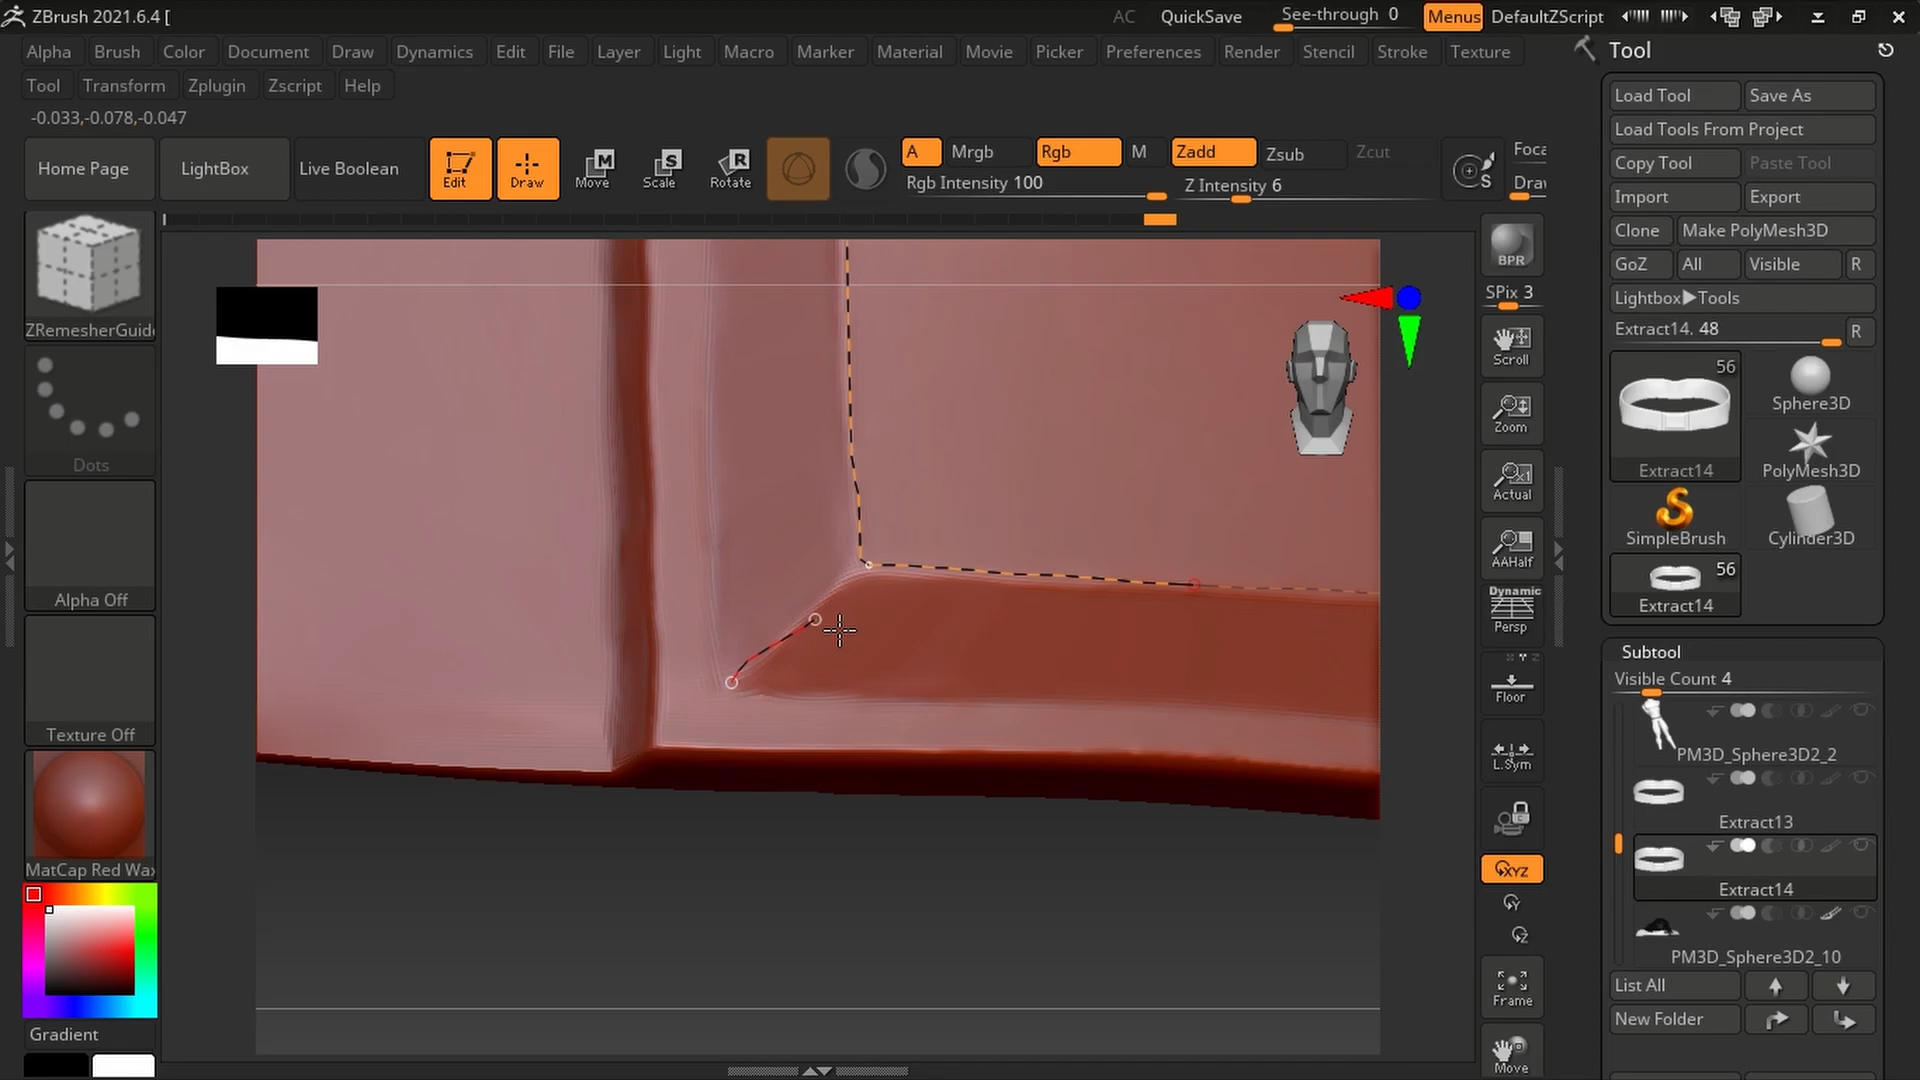 ZBrush 2021.6.4 [
AC QuickSave See-through 0 Menus DefaultZScript
Alpha Brush Color Document Draw Dynamics Edit File Layer Light Macro Marker Material Movie Picker Preferences Render Stencil Stroke Texture
Tool Transform Zplugin Zscript Help
-0.033,-0.078,-0.047
Home Page LightBox Live Boolean Edit Draw Move Scale Rotate
M S R
A Mrgb Rgb M Zadd Zsub Zcut
Rgb Intensity 100 Z Intensity 6
S
Foca
Draw
ZRemesherGuide
Dots
Alpha Off
Texture Off
MatCap Red Wax
Gradient
BPR
SPix 3
Scroll
Zoom
Actual
AAHalf
Dynamic
Persp
Floor
L.Sym
XYZ
Y
Z
Frame
Move
Tool
Load Tool Save As
Load Tools From Project
Copy Tool Paste Tool
Import Export
Clone Make PolyMesh3D
GoZ All Visible R
Lightbox▶Tools
Extract14. 48 R
56
Extract14
Sphere3D
PolyMesh3D
SimpleBrush
Cylinder3D
56
Extract14
Subtool
Visible Count 4
PM3D_Sphere3D2_2
Extract13
Extract14
PM3D_Sphere3D2_10
List All
New Folder